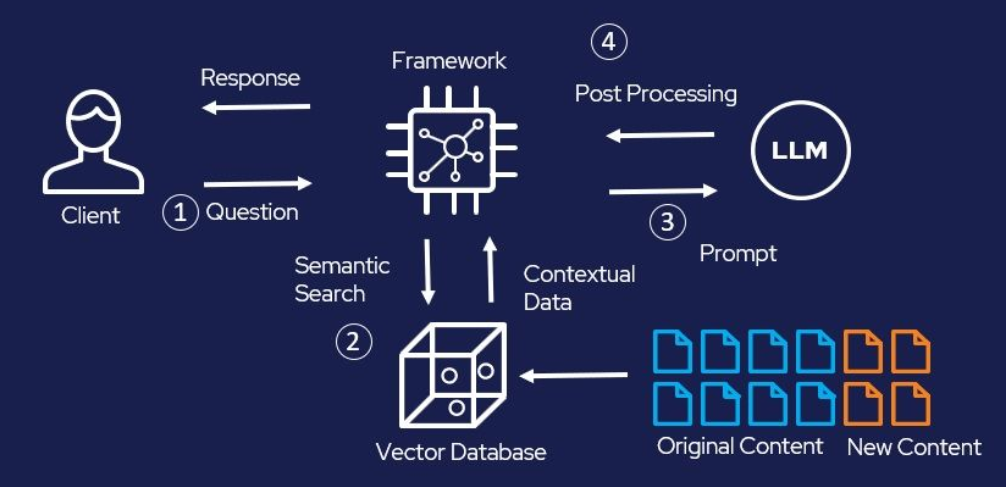 ④
Framework
Response
Post Processing
LLM
Client
① Question
③
Prompt
Semantic
Search
Contextual
Data
②
Vector Database
Original Content
New Content